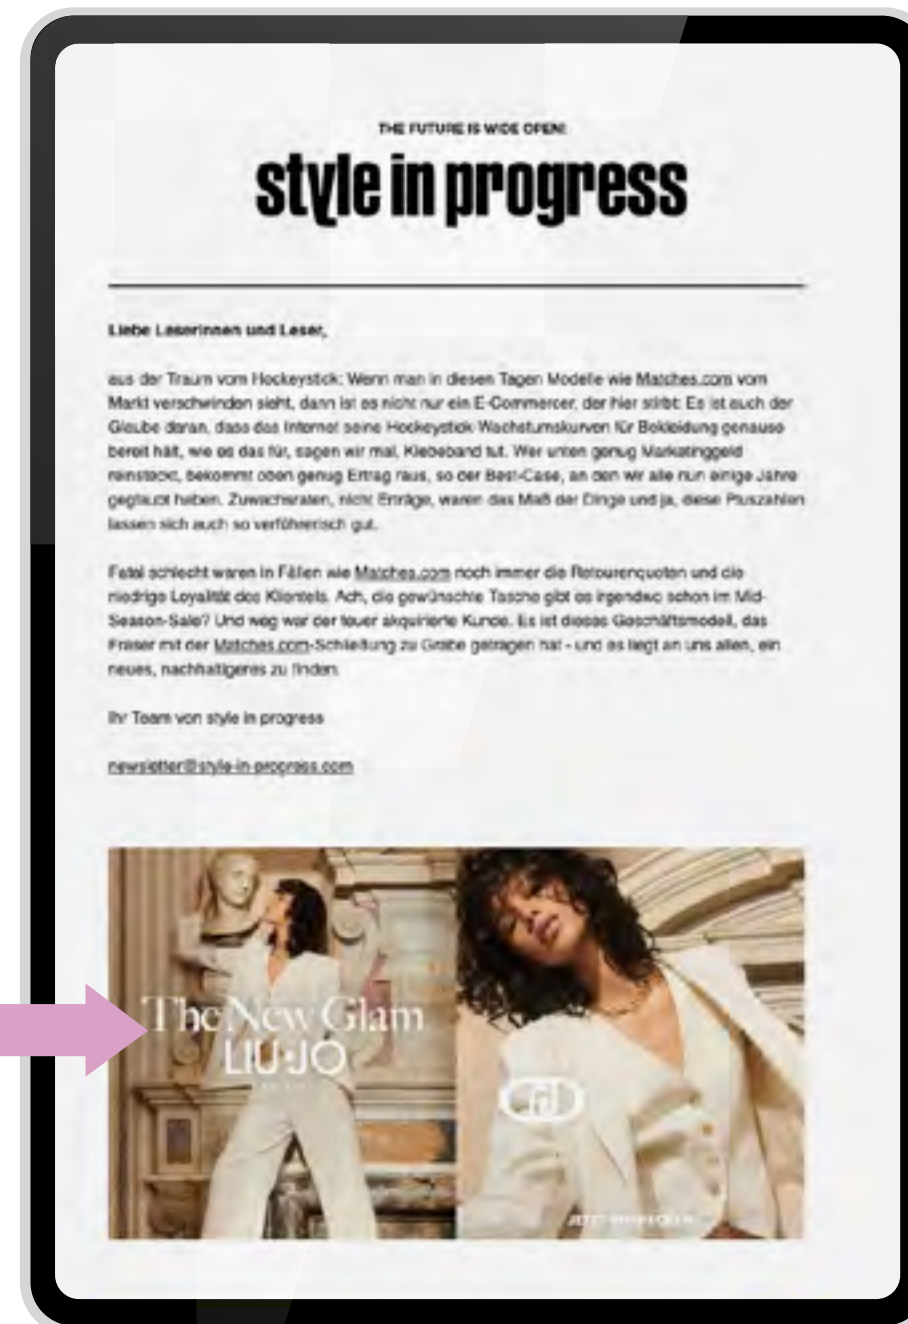 THE FUTURE IS WIDE OPEN!
style in progress
Liebe Leserinnen und Leser,
aus der Traum vom Hockeystick: Wenn man in diesen Tagen Modelle wie Matches.com vom
Markt verschwinden sieht, dann ist es nicht nur ein E-Commercer, der hier stirbt: Es ist auch der
Glaube daran, dass das Internet seine Hockeystick-Wachstumskurven für Bekleidung genauso
bereit hält, wie es das für, sagen wir mal, Klebeband tut. Wer unten genug Marketinggeld
reinsteckt, bekommt oben genug Ertrag raus, so der Best-Case, an den wir alle nun einige Jahre
geglaubt haben. Zuwachsraten, nicht Erträge, waren das Maß der Dinge und ja, diese Pluszahlen
lassen sich auch so verführerisch gut.
Fatal schlecht waren in Fällen wie Matches.com noch immer die Retourenquoten und die
niedrige Loyalität des Klientels. Ach, die gewünschte Tasche gibt es irgendwo schon im Mid-
Season-Sale? Und weg war der teuer akquirierte Kunde. Es ist dieses Geschäftsmodell, das
Fraser mit der Matches.com-Schließung zu Grabe getragen hat - und es liegt an uns allen, ein
neues, nachhaltigeres zu finden.
Ihr Team von style in progress
newsletter@style-in-progress.com
The New Glam
LIU·JO